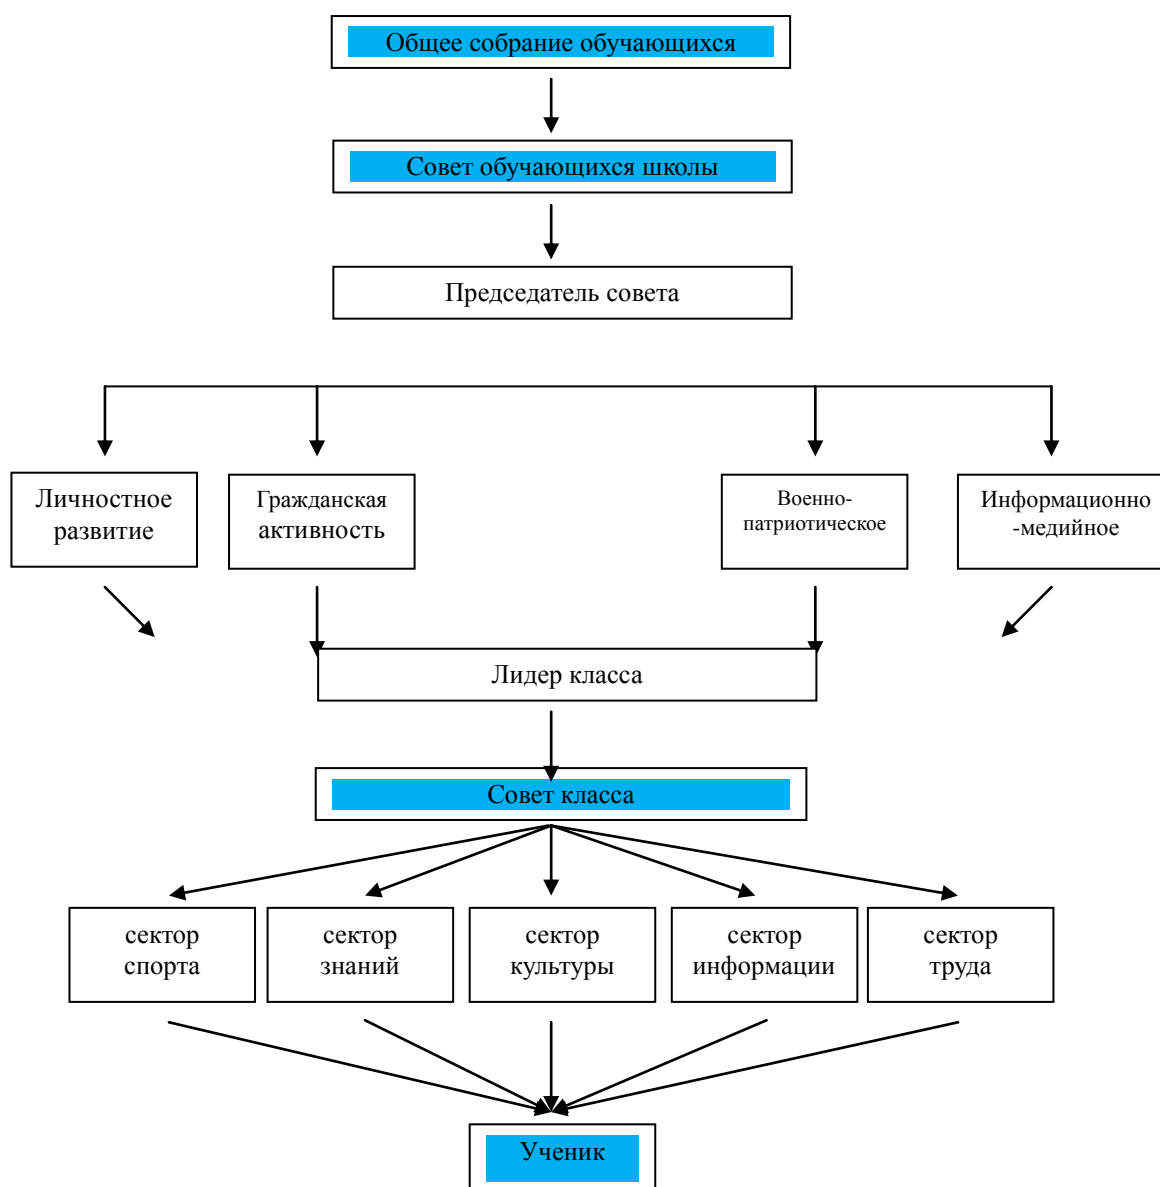 Общее собрание обучающихся
Совет обучающихся школы
Председатель совета
Личностное
развитие
Гражданская
активность
Военно-
патриотическое
Информационно
-медийное
Лидер класса
Совет класса
сектор
спорта
сектор
знаний
сектор
культуры
сектор
информации
сектор
труда
Ученик